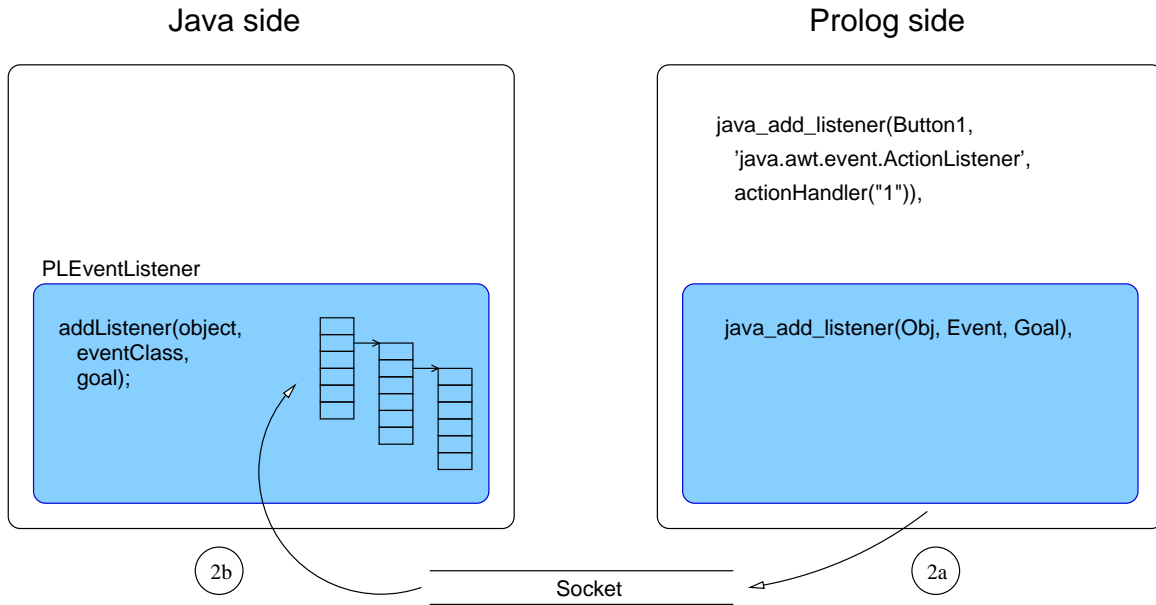 Java side
Prolog side
java_add_listener(Button1,
’java.awt.event.ActionListener’,
actionHandler("1")),
PLEventListener
addListener(object,
eventClass,
goal);
java_add_listener(Obj, Event, Goal),
2b
Socket
2a